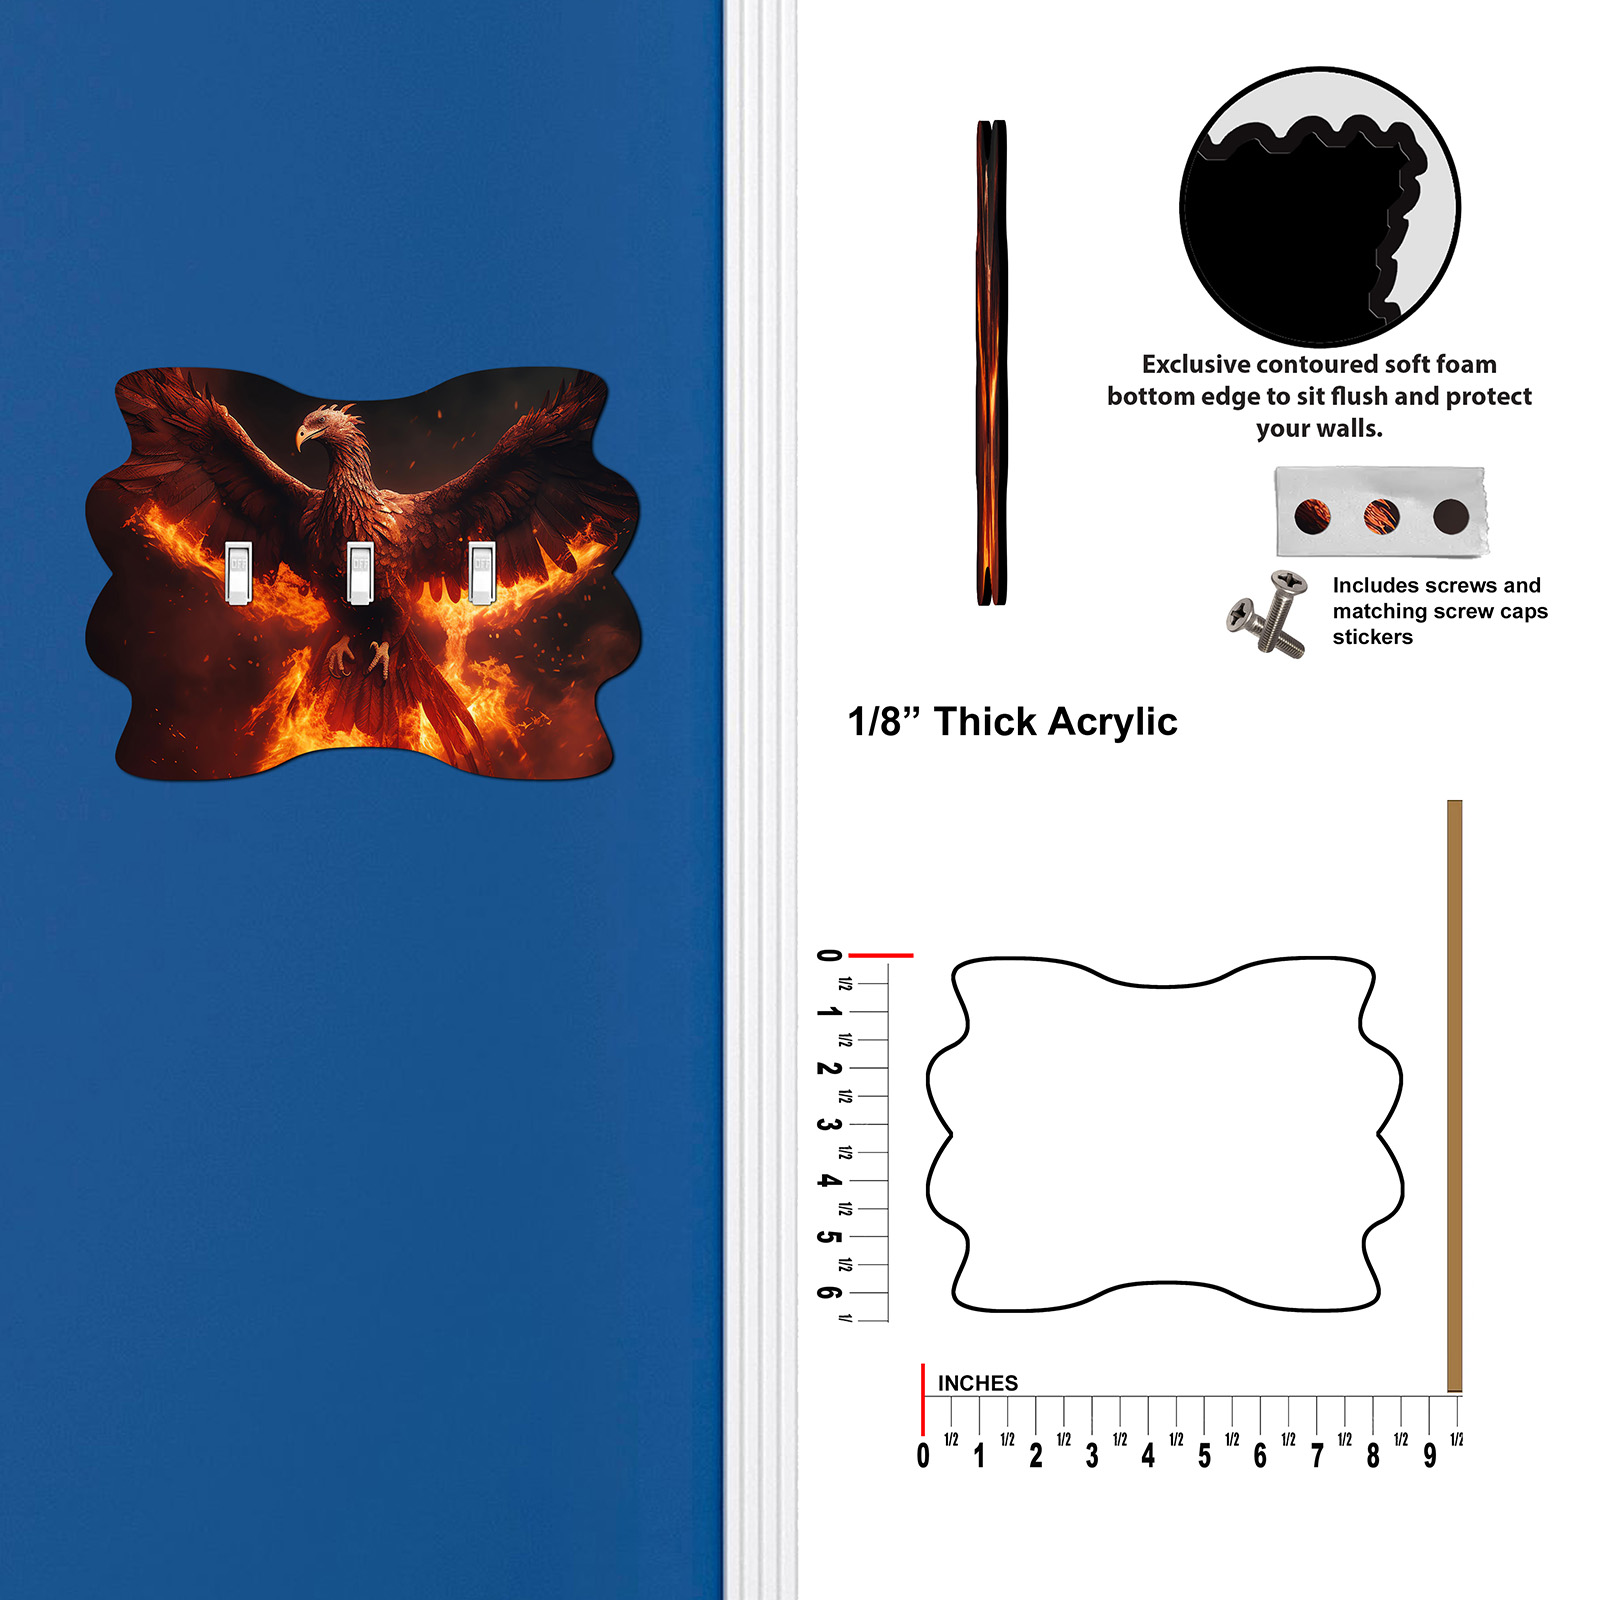 OFF OFF OFF
Exclusive contoured soft foam
bottom edge to sit flush and protect
your walls.
Includes screws and
matching screw caps
stickers
1/8” Thick Acrylic
0
1/2
1
1/2
2
1/2
3
1/2
4
1/2
5
1/2
6
1/
INCHES
0 1/2 1 1/2 2 1/2 3 1/2 4 1/2 5 1/2 6 1/2 7 1/2 8 1/2 9 1/2